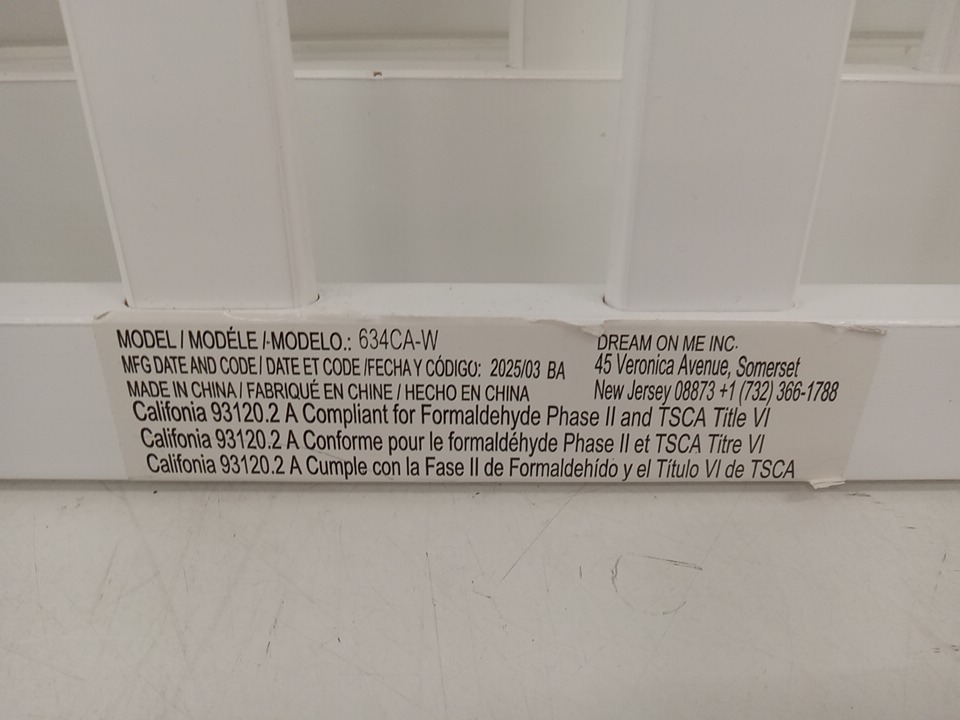 MODEL / MODÉLE /-MODELO.: 634CA-W
MFG DATE AND CODE / DATE ET CODE /FECHA Y CÓDIGO: 2025/03 BA
MADE IN CHINA / FABRIQUÉ EN CHINE / HECHO EN CHINA
DREAM ON ME INC.
45 Veronica Avenue, Somerset
New Jersey 08873 +1 (732) 366-1788
Califonia 93120.2 A Compliant for Formaldehyde Phase II and TSCA Title VI
Califonia 93120.2 A Conforme pour le formaldéhyde Phase II et TSCA Titre VI
Califonia 93120.2 A Cumple con la Fase II de Formaldehído y el Título VI de TSCA